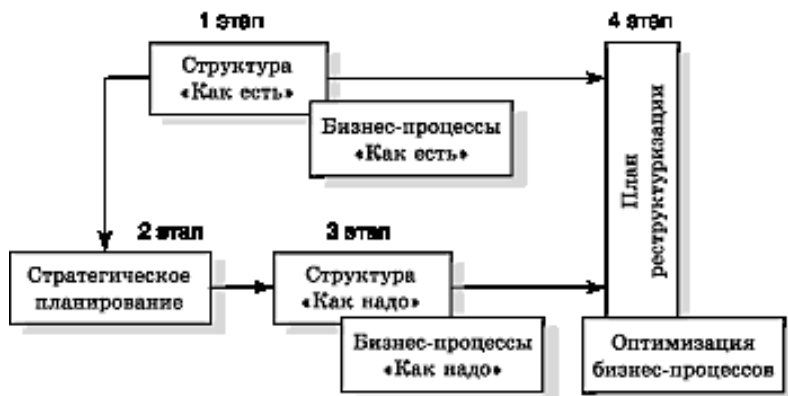 1 этап
4 этап
Структура
«Как есть»
Бизнес-процессы
«Как есть»
План
реструктуризации
2 этап
3 этап
Стратегическое
планирование
Структура
«Как надо»
Бизнес-процессы
«Как надо»
Оптимизация
бизнес-процессов